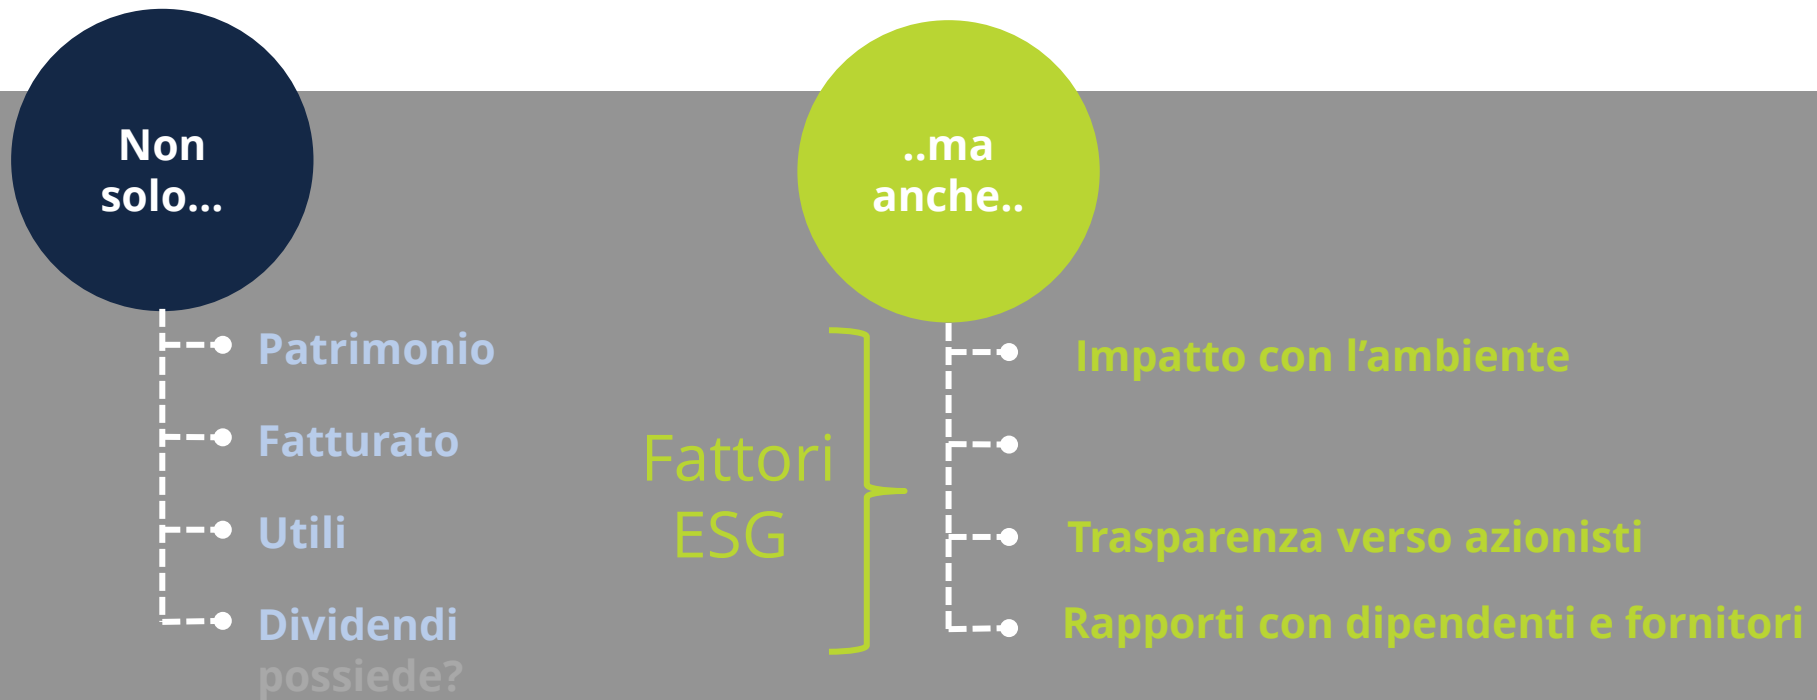 Non
solo...
Patrimonio
Fatturato
Utili
Dividendi
possiede?
Fattori
ESG
..ma
anche..
Impatto con l’ambiente
Trasparenza verso azionisti
Rapporti con dipendenti e fornitori